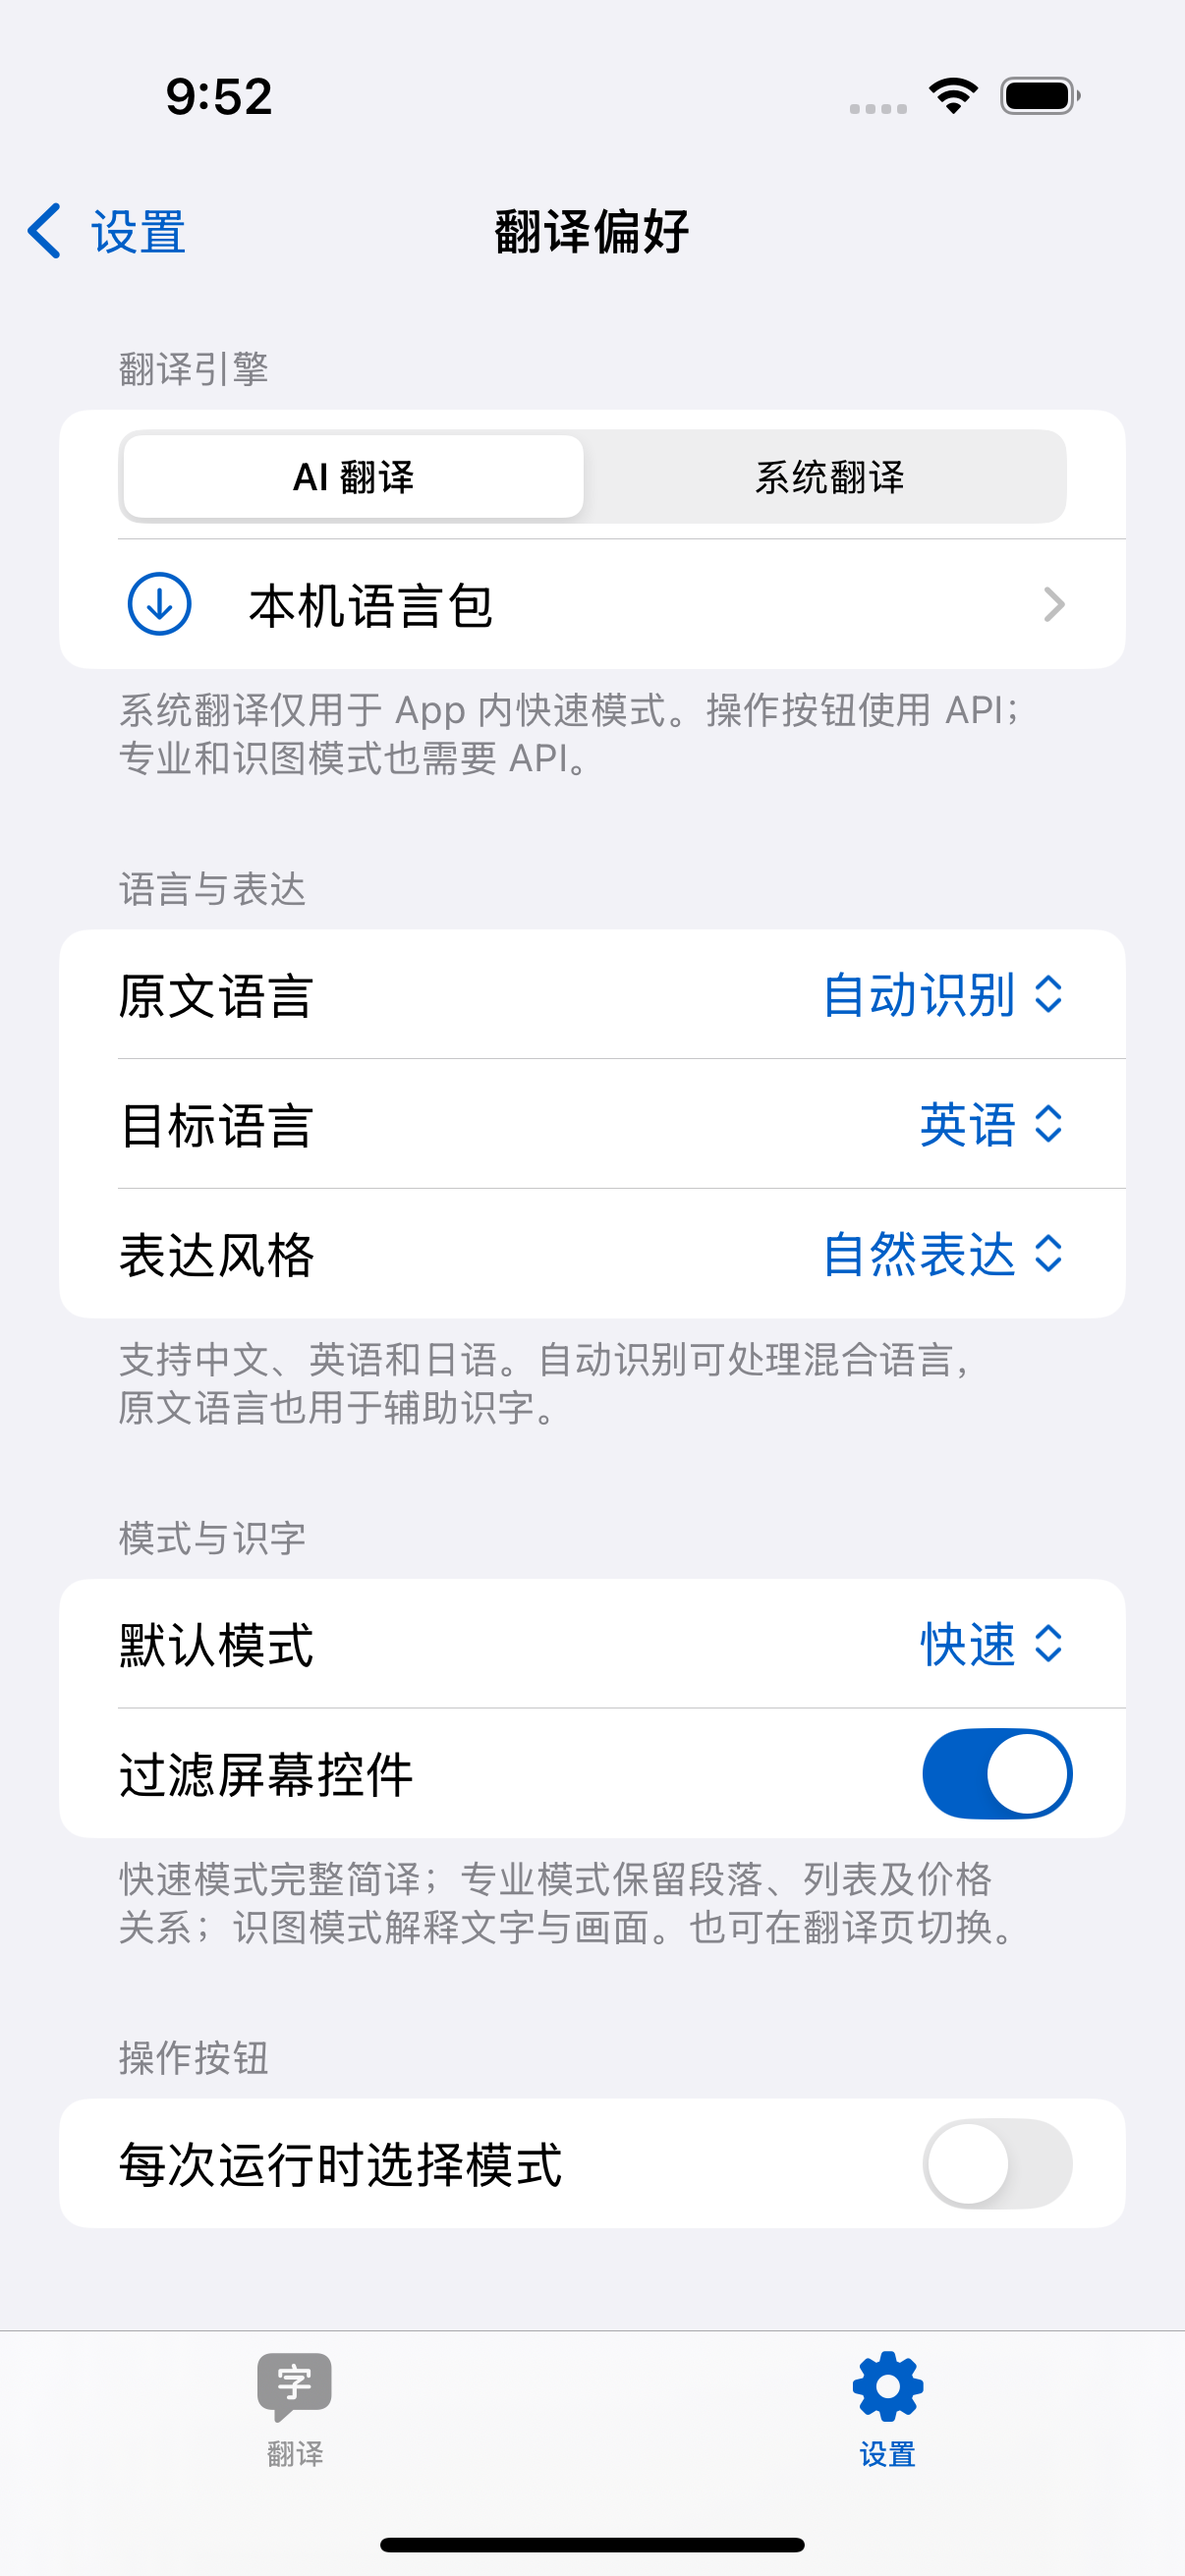 9:52
设置
翻译偏好
翻译引擎
AI 翻译
系统翻译
本机语言包
系统翻译仅用于 App 内快速模式。操作按钮使用 API；
专业和识图模式也需要 API。
语言与表达
原文语言
自动识别
目标语言
英语
表达风格
自然表达
支持中文、英语和日语。自动识别可处理混合语言，
原文语言也用于辅助识字。
模式与识字
默认模式
快速
过滤屏幕控件
快速模式完整简译；专业模式保留段落、列表及价格
关系；识图模式解释文字与画面。也可在翻译页切换。
操作按钮
每次运行时选择模式
字
翻译
设置